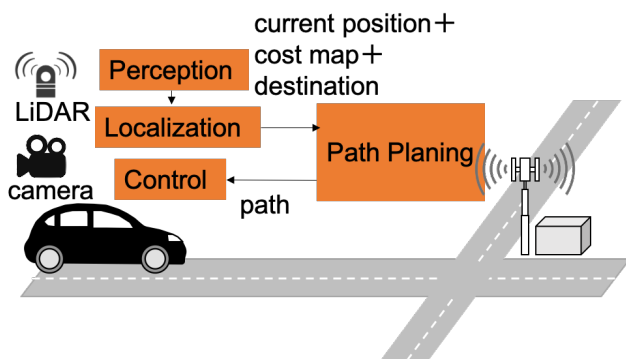 current position＋
cost map＋
destination
Perception
LiDAR
Localization
Path Planing
camera
Control
path